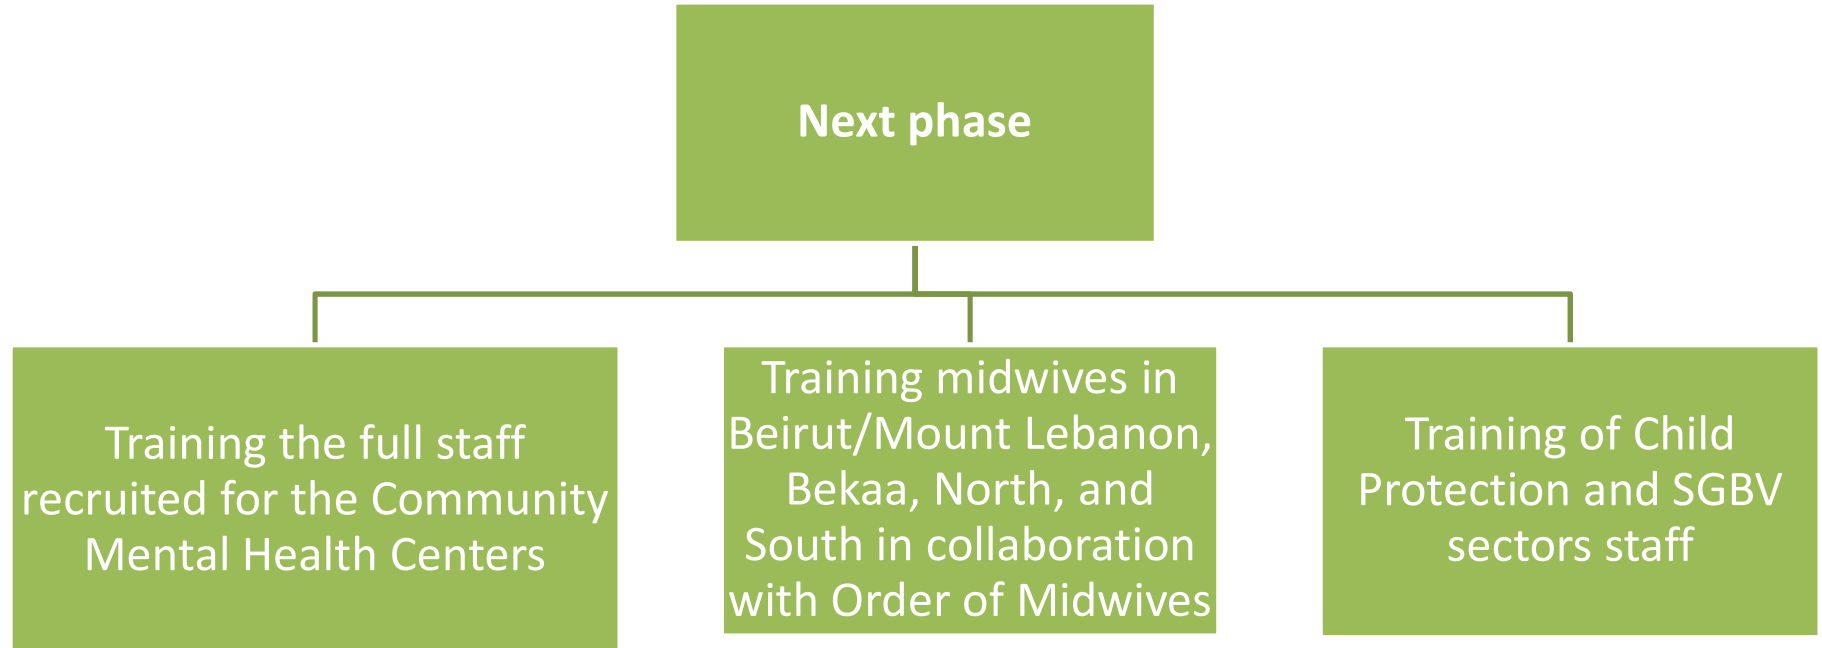 Next phase
Training the full staff
recruited for the Community
Mental Health Centers
Training midwives in
Beirut/Mount Lebanon,
Bekaa, North, and
South in collaboration
with Order of Midwives
Training of Child
Protection and SGBV
sectors staff